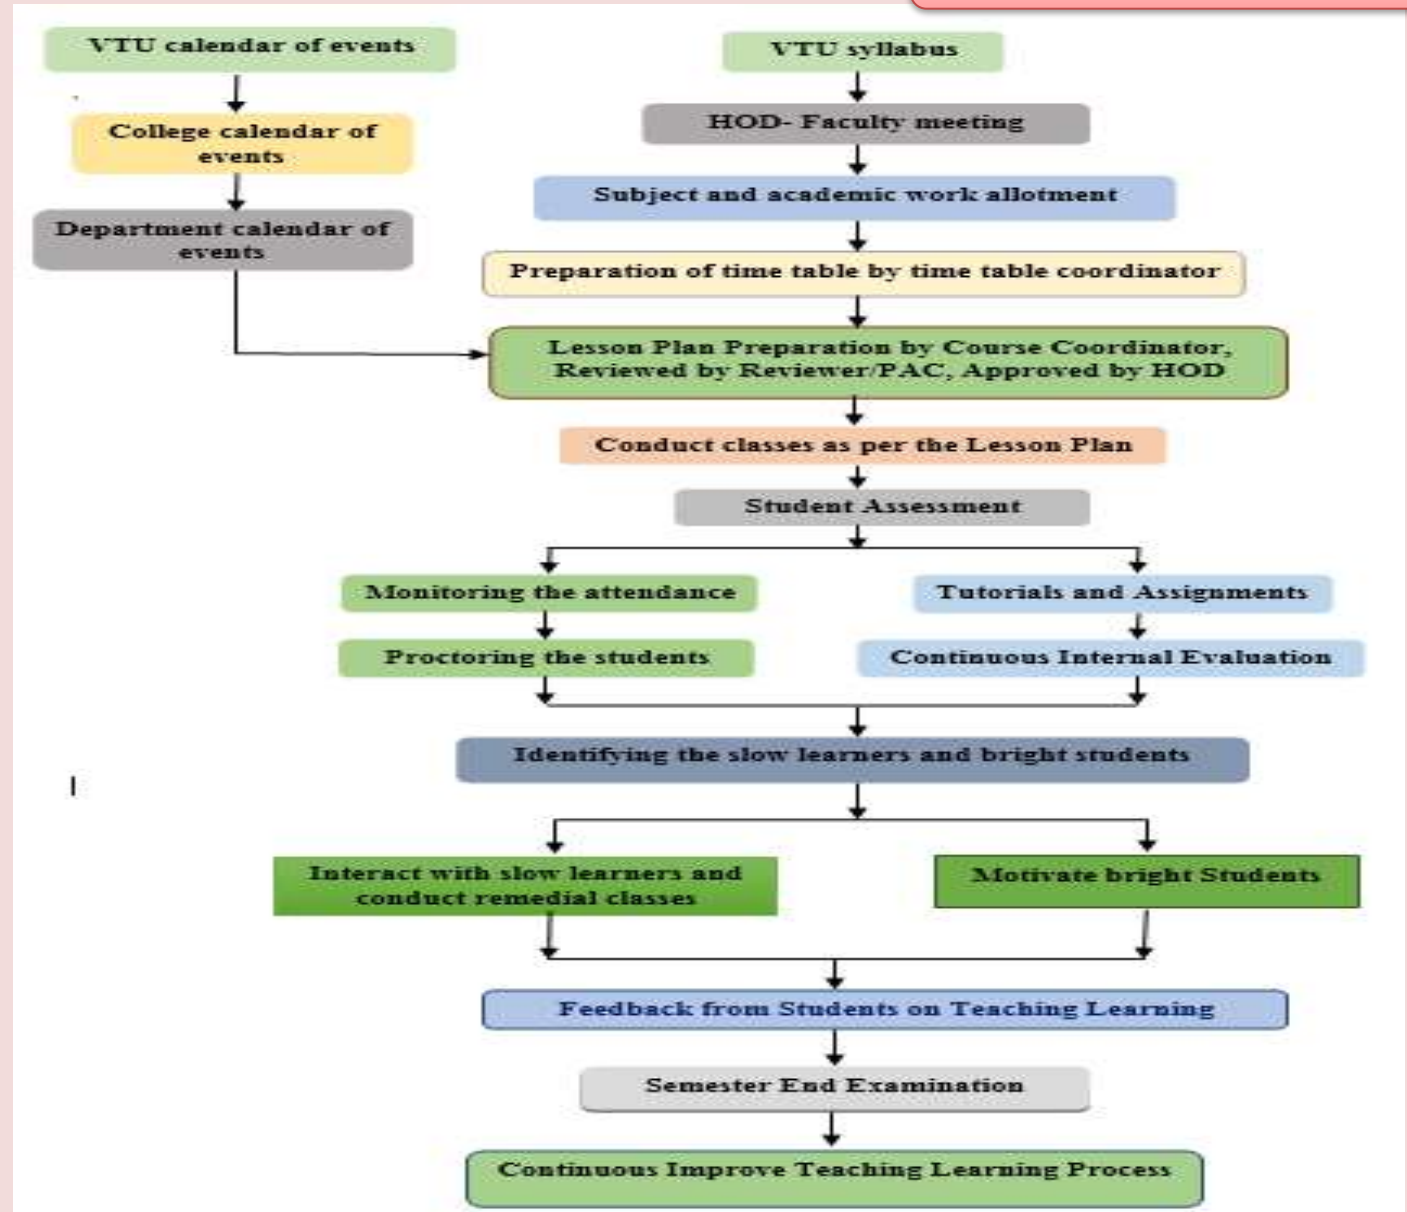 VTU calendar of events
College calendar of
events
Department calendar of
events
VTU syllabus
HOD- Faculty meeting
Subject and academic work allotment
Preparation of time table by time table coordinator
Lesson Plan Preparation by Course Coordinator,
Reviewed by Reviewer/PAC, Approved by HOD
Conduct classes as per the Lesson Plan
Student Assessment
Monitoring the attendance
Proctoring the students
Tutorials and Assignments
Continuous Internal Evaluation
Identifying the slow learners and bright students
Interact with slow learners and
conduct remedial classes
Motivate bright Students
Feedback from Students on Teaching Learning
Semester End Examination
Continuous Improve Teaching Learning Process